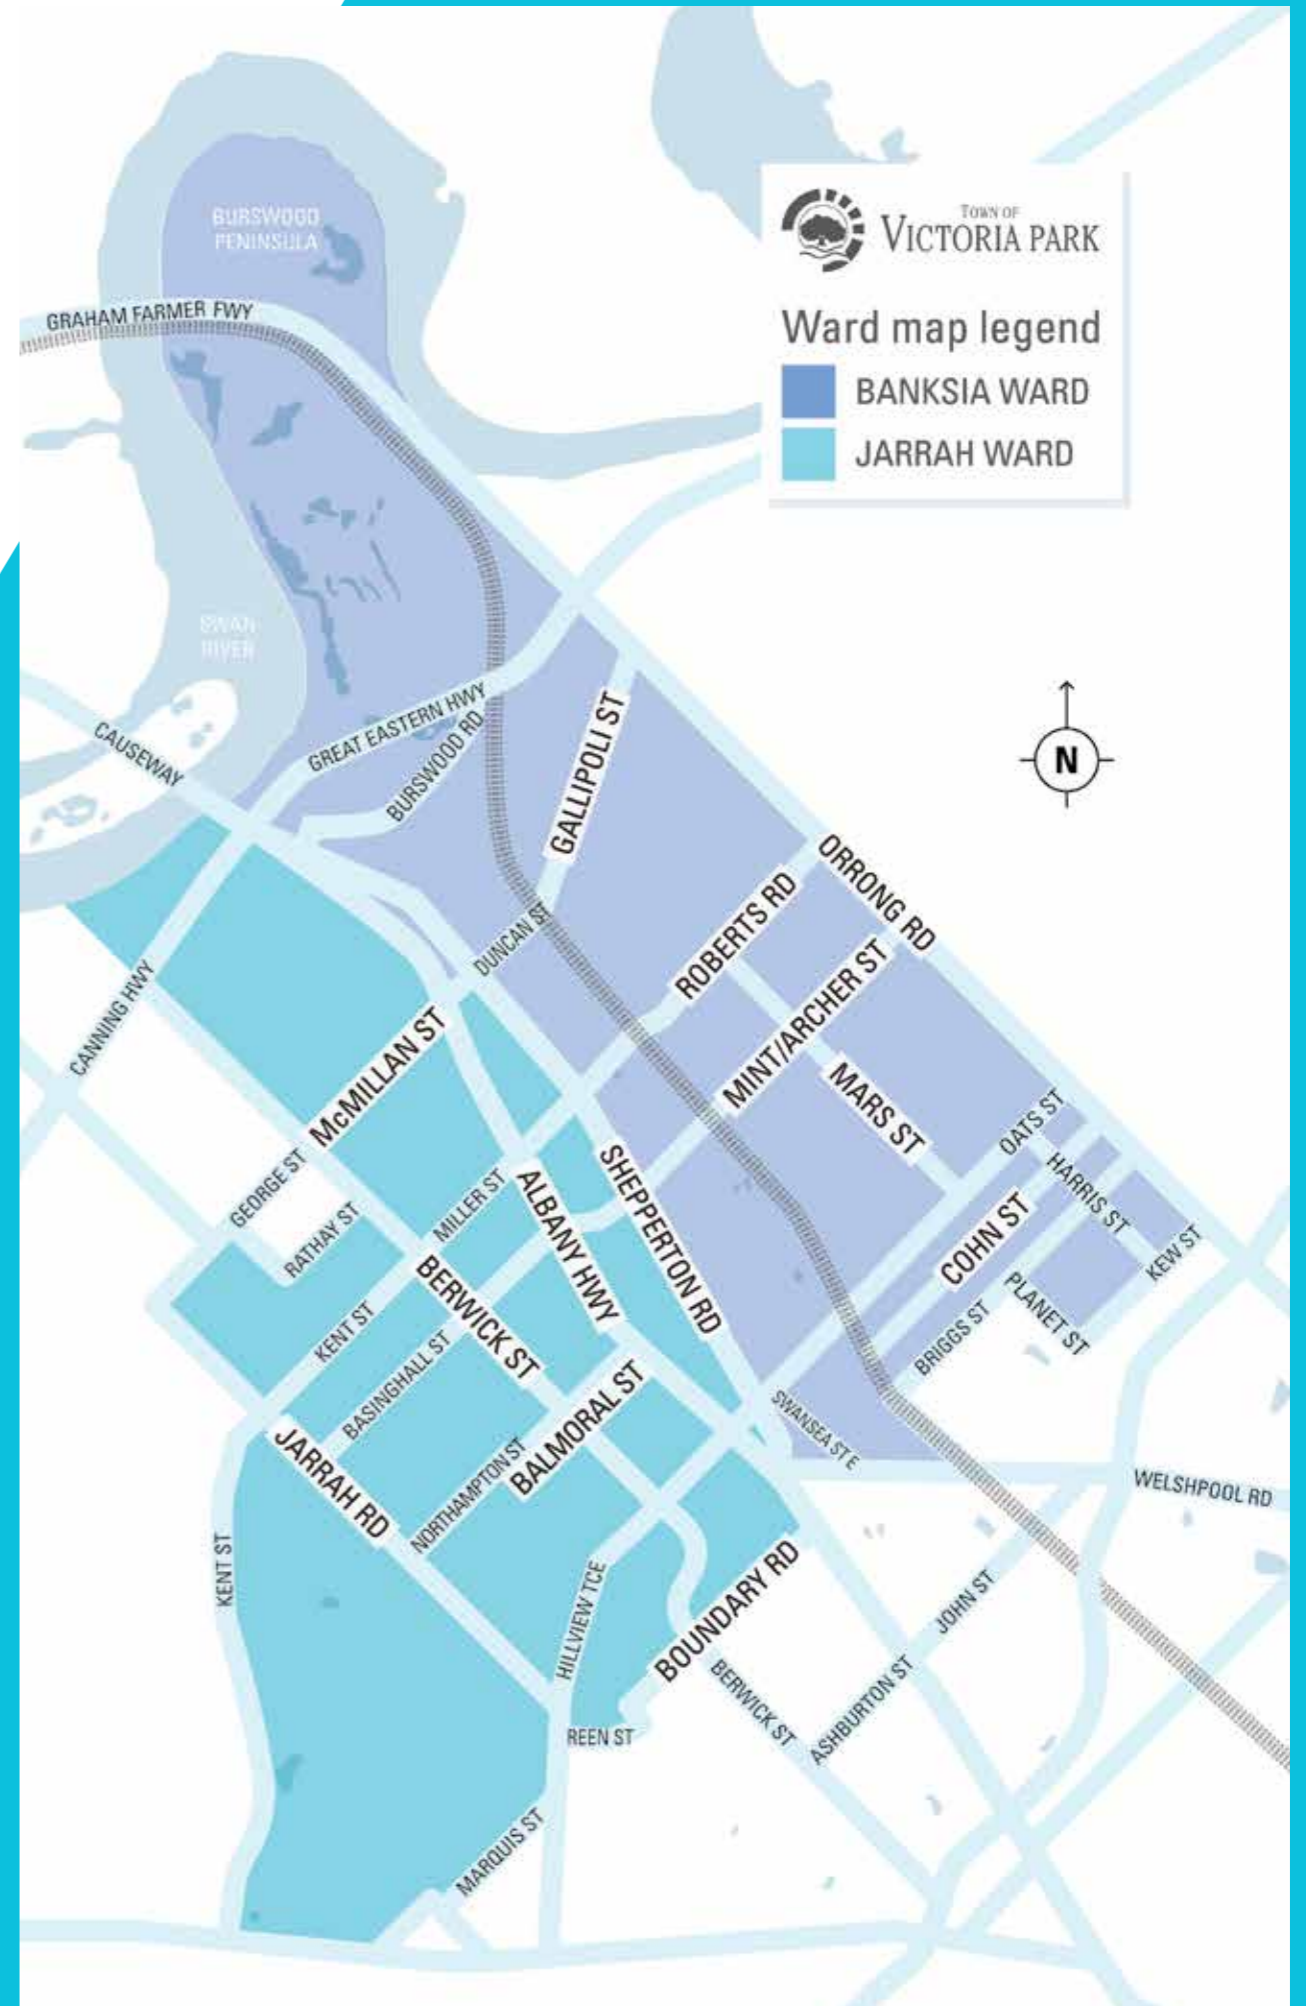 BURSWOOD
PENINSULA
TOWN OF
VICTORIA PARK
Ward map legend
BANKSIA WARD
JARRAH WARD
GRAHAM FARMER FWY
SWAN
RIVER
CAUSEWAY
GREAT EASTERN HWY
BURSWOOD RD
GALLIPOLI ST
N
ORRONG RD
ROBERTS RD
DUNCAN ST
MINT/ARCHER ST
CANNING HWY
McMILLAN ST
MARS ST
OATS ST
GEORGE ST
HARRIS ST
RATHAY ST
MILLER ST
ALBANY HWY
SHEPPERTON RD
COHN ST
KEW ST
BERWICK ST
PLANET ST
KENT ST
BRIGGS ST
BASINGHALL ST
BALMORAL ST
SWANSEA ST E
JARRAH RD
NORTHAMPTON ST
WELSHPOOL RD
KENT ST
HILLVIEW TCE
BOUNDARY RD
JOHN ST
BERWICK ST
ASHBURTON ST
REEN ST
MARQUIS ST